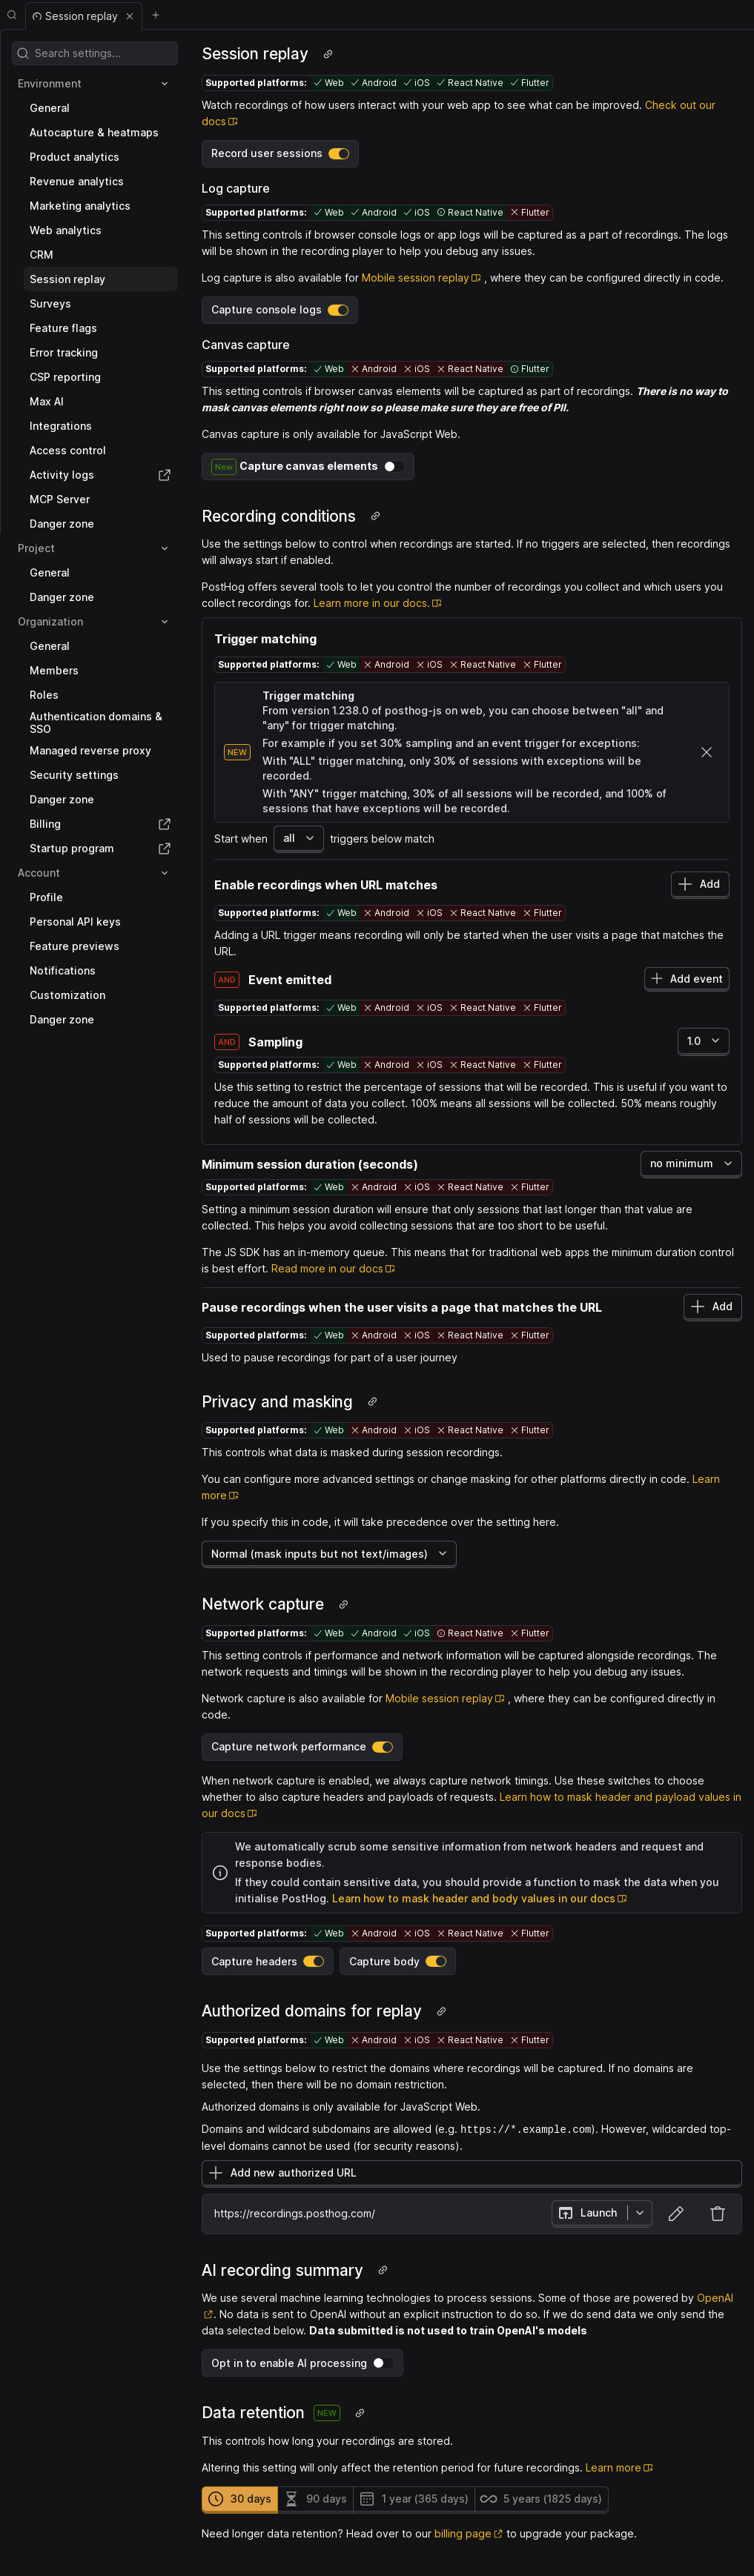 Session replay
Search settings...
Environment
General
Autocapture & heatmaps
Product analytics
Revenue analytics
Marketing analytics
Web analytics
CRM
Session replay
Surveys
Feature flags
Error tracking
CSP reporting
Max AI
Integrations
Access control
Activity logs
MCP Server
Danger zone
Project
General
Danger zone
Organization
General
Members
Roles
Authentication domains &
SSO
Managed reverse proxy
Security settings
Danger zone
Billing
Startup program
Account
Profile
Personal API keys
Feature previews
Notifications
Customization
Danger zone
Session replay
Supported platforms: Web Android iOS React Native Flutter
Watch recordings of how users interact with your web app to see what can be improved. Check out our
docs
Record user sessions
Log capture
Supported platforms: Web Android iOS React Native Flutter
This setting controls if browser console logs or app logs will be captured as a part of recordings. The logs
will be shown in the recording player to help you debug any issues.
Log capture is also available for Mobile session replay , where they can be configured directly in code.
Capture console logs
Canvas capture
Supported platforms: Web Android iOS React Native Flutter
This setting controls if browser canvas elements will be captured as part of recordings. There is no way to
mask canvas elements right now so please make sure they are free of PII.
Canvas capture is only available for JavaScript Web.
New Capture canvas elements
Recording conditions
Use the settings below to control when recordings are started. If no triggers are selected, then recordings
will always start if enabled.
PostHog offers several tools to let you control the number of recordings you collect and which users you
collect recordings for. Learn more in our docs.
Trigger matching
Supported platforms: Web Android iOS React Native Flutter
NEW
Trigger matching
From version 1.238.0 of posthog-js on web, you can choose between "all" and
"any" for trigger matching.
For example if you set 30% sampling and an event trigger for exceptions:
With "ALL" trigger matching, only 30% of sessions with exceptions will be
recorded.
With "ANY" trigger matching, 30% of all sessions will be recorded, and 100% of
sessions that have exceptions will be recorded.
Start when all triggers below match
Enable recordings when URL matches Add
Supported platforms: Web Android iOS React Native Flutter
Adding a URL trigger means recording will only be started when the user visits a page that matches the
URL.
AND Event emitted Add event
Supported platforms: Web Android iOS React Native Flutter
AND Sampling 1.0
Supported platforms: Web Android iOS React Native Flutter
Use this setting to restrict the percentage of sessions that will be recorded. This is useful if you want to
reduce the amount of data you collect. 100% means all sessions will be collected. 50% means roughly
half of sessions will be collected.
Minimum session duration (seconds) no minimum
Supported platforms: Web Android iOS React Native Flutter
Setting a minimum session duration will ensure that only sessions that last longer than that value are
collected. This helps you avoid collecting sessions that are too short to be useful.
The JS SDK has an in-memory queue. This means that for traditional web apps the minimum duration control
is best effort. Read more in our docs
Pause recordings when the user visits a page that matches the URL Add
Supported platforms: Web Android iOS React Native Flutter
Used to pause recordings for part of a user journey
Privacy and masking
Supported platforms: Web Android iOS React Native Flutter
This controls what data is masked during session recordings.
You can configure more advanced settings or change masking for other platforms directly in code. Learn
more
If you specify this in code, it will take precedence over the setting here.
Normal (mask inputs but not text/images)
Network capture
Supported platforms: Web Android iOS React Native Flutter
This setting controls if performance and network information will be captured alongside recordings. The
network requests and timings will be shown in the recording player to help you debug any issues.
Network capture is also available for Mobile session replay , where they can be configured directly in
code.
Capture network performance
When network capture is enabled, we always capture network timings. Use these switches to choose
whether to also capture headers and payloads of requests. Learn how to mask header and payload values in
our docs
We automatically scrub some sensitive information from network headers and request and
response bodies.
If they could contain sensitive data, you should provide a function to mask the data when you
initialise PostHog. Learn how to mask header and body values in our docs
Supported platforms: Web Android iOS React Native Flutter
Capture headers Capture body
Authorized domains for replay
Supported platforms: Web Android iOS React Native Flutter
Use the settings below to restrict the domains where recordings will be captured. If no domains are
selected, then there will be no domain restriction.
Authorized domains is only available for JavaScript Web.
Domains and wildcard subdomains are allowed (e.g. https://*.example.com). However, wildcarded top-
level domains cannot be used (for security reasons).
Add new authorized URL
https://recordings.posthog.com/ Launch
AI recording summary
We use several machine learning technologies to process sessions. Some of those are powered by OpenAI
. No data is sent to OpenAI without an explicit instruction to do so. If we do send data we only send the
data selected below. Data submitted is not used to train OpenAI's models
Opt in to enable AI processing
Data retention NEW
This controls how long your recordings are stored.
Altering this setting will only affect the retention period for future recordings. Learn more
30 days 90 days 1 year (365 days) 5 years (1825 days)
Need longer data retention? Head over to our billing page to upgrade your package.